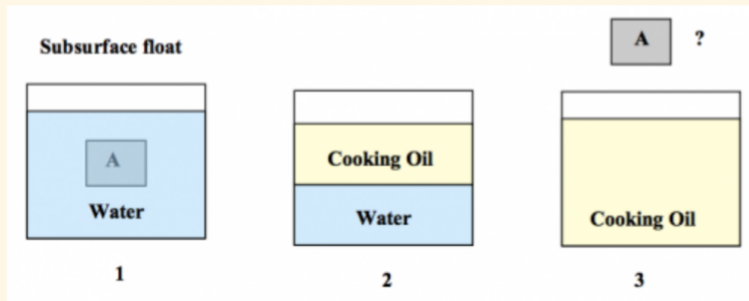 Subsurface float
A ?
A
Water
Cooking Oil
Water
Cooking Oil
1
2
3